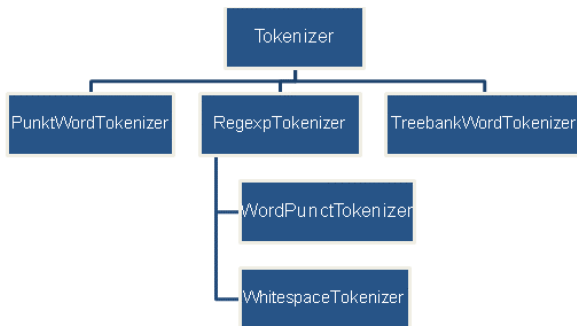 Tokenizer
PunktWordTokenizer
RegexpTokenizer
TreebankWordTokenizer
WordPunctTokenizer
WhitespaceTokenizer